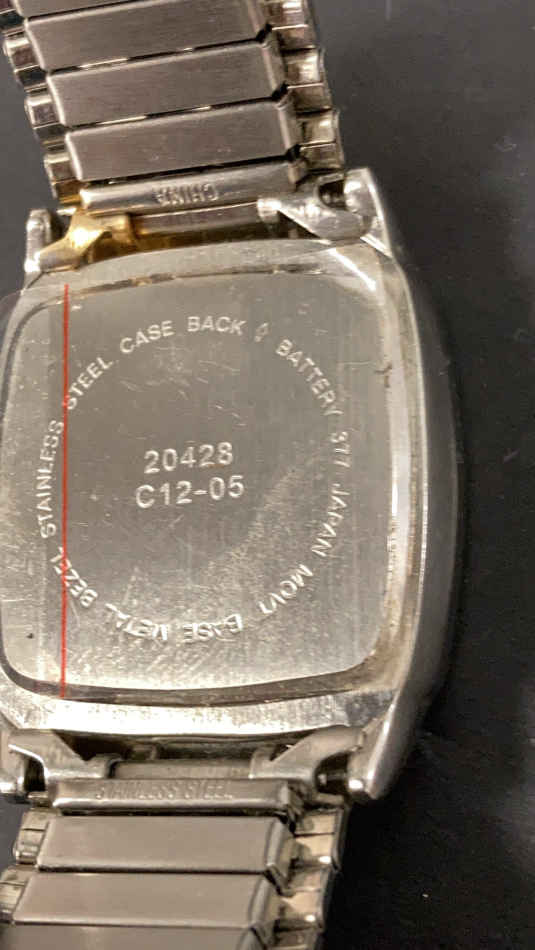 CHINA
STAINLESS STEEL CASE BACK BATTERY 377 JAPAN MOVT BASE METAL BEZEL
20428
C12-05
STAINLESS STEEL